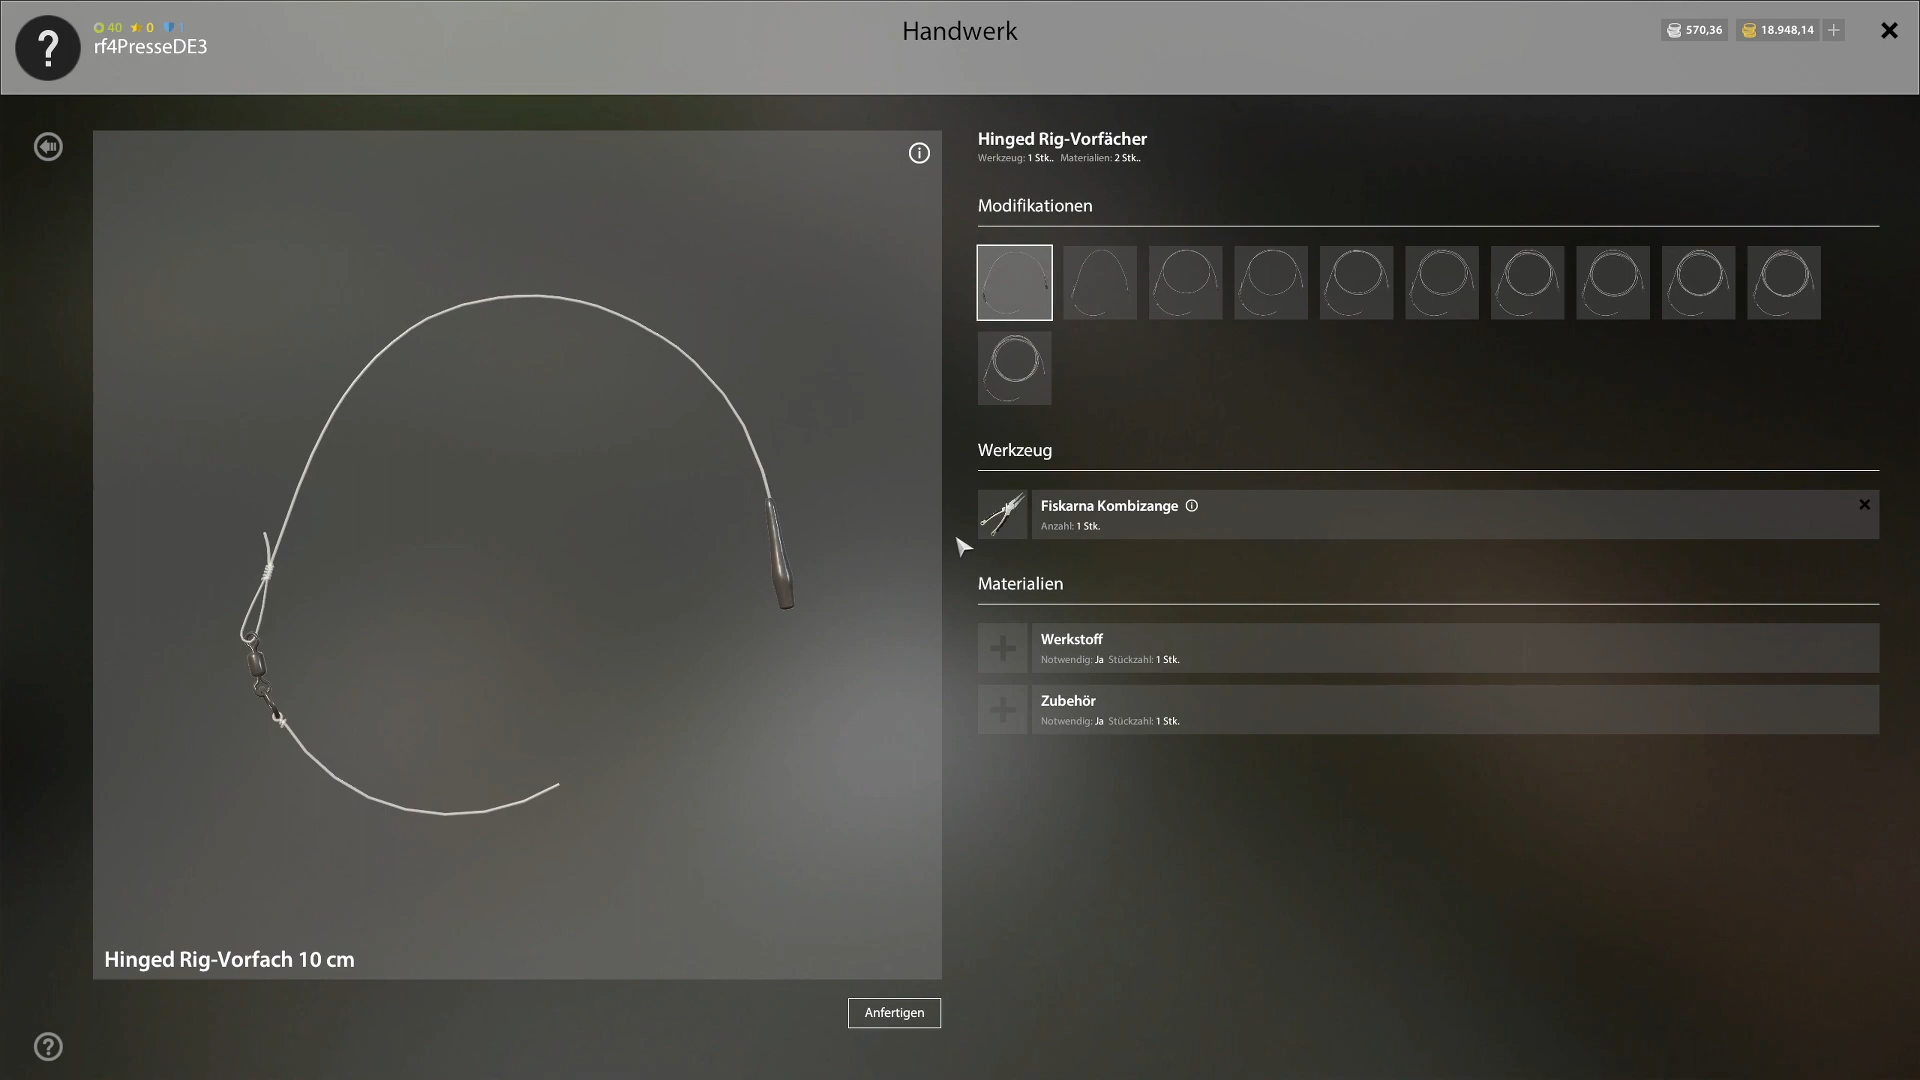 40 0 1
rf4PresseDE3
Handwerk
570,36 18.948,14
Hinged Rig-Vorfächer
Werkzeug: 1 Stk.. Materialien: 2 Stk..
Modifikationen
Werkzeug
Fiskarna Kombizange
Anzahl: 1 Stk.
Materialien
Werkstoff
Notwendig: Ja Stückzahl: 1 Stk.
Zubehör
Notwendig: Ja Stückzahl: 1 Stk.
Hinged Rig-Vorfach 10 cm
Anfertigen